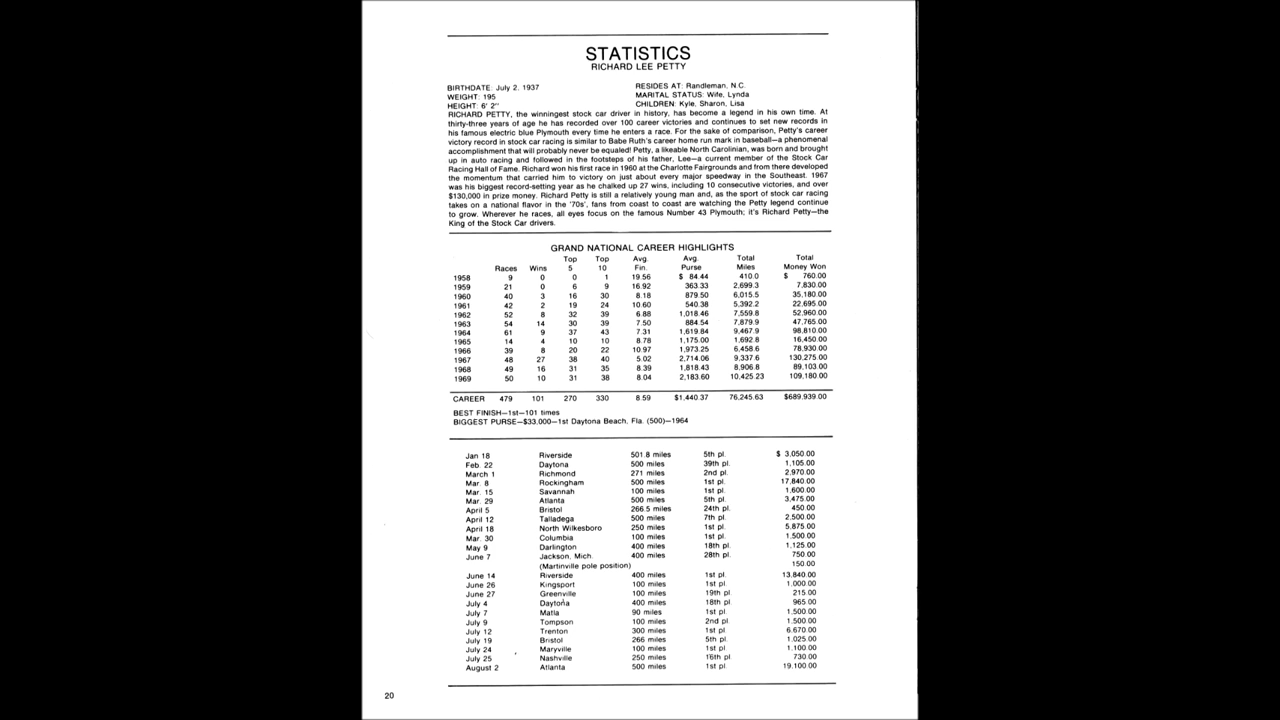 STATISTICS
RICHARD LEE PETTY
BIRTHDATE: July 2, 1937 RESIDES AT: Randleman, N.C.
WEIGHT: 195 MARITAL STATUS: Wife, Lynda
HEIGHT: 6' 2" CHILDREN: Kyle, Sharon, Lisa
RICHARD PETTY, the winningest stock car driver in history, has become a legend in his own time. At
thirty-three years of age he has recorded over 100 career victories and continues to set new records in
his famous electric blue Plymouth every time he enters a race. For the sake of comparison, Petty's career
victory record in stock car racing is similar to Babe Ruth's career home run mark in baseball—a phenomenal
accomplishment that will probably never be equaled! Petty, a likeable North Carolinian, was born and brought
up in auto racing and followed in the footsteps of his father, Lee—a current member of the Stock Car
Racing Hall of Fame. Richard won his first race in 1960 at the Charlotte Fairgrounds and from there developed
the momentum that carried him to victory on just about every major speedway in the Southeast. 1967
was his biggest record-setting year as he chalked up 27 wins, including 10 consecutive victories, and over
$130,000 in prize money. Richard Petty is still a relatively young man and, as the sport of stock car racing
takes on a national flavor in the '70s', fans from coast to coast are watching the Petty legend continue
to grow. Wherever he races, all eyes focus on the famous Number 43 Plymouth; it's Richard Petty—the
King of the Stock Car drivers.
GRAND NATIONAL CAREER HIGHLIGHTS
Top Top Avg. Avg. Total Total
Races Wins 5 10 Fin. Purse Miles Money Won
1958 9 0 0 1 19.56 $ 84.44 410.0 $ 760.00
1959 21 0 6 9 16.92 363.33 2,699.3 7,830.00
1960 40 3 16 30 8.18 879.50 6,015.5 35,180.00
1961 42 2 19 24 10.60 540.38 5,392.2 22,695.00
1962 52 8 32 39 6.88 1,018.46 7,559.8 52,960.00
1963 54 14 30 39 7.50 884.54 7,879.9 47,765.00
1964 61 9 37 43 7.31 1,619.84 9,467.9 98,810.00
1965 14 4 10 10 8.78 1,175.00 1,692.8 16,450.00
1966 39 8 20 22 10.97 1,973.25 6,458.6 78,930.00
1967 48 27 38 40 5.02 2,714.06 9,337.6 130,275.00
1968 49 16 31 35 8.39 1,818.43 8,906.8 89,103.00
1969 50 10 31 38 8.04 2,183.60 10,425.23 109,180.00
CAREER 479 101 270 330 8.59 $1,440.37 76,245.63 $689,939.00
BEST FINISH—1st—101 times
BIGGEST PURSE—$33,000—1st Daytona Beach, Fla. (500)—1964
Jan 18 Riverside 501.8 miles 5th pl. $ 3,050.00
Feb. 22 Daytona 500 miles 39th pl. 1,105.00
March 1 Richmond 271 miles 2nd pl. 2,970.00
Mar. 8 Rockingham 500 miles 1st pl. 17,840.00
Mar. 15 Savannah 100 miles 1st pl. 1,600.00
Mar. 29 Atlanta 500 miles 5th pl. 3,475.00
April 5 Bristol 266.5 miles 24th pl. 450.00
April 12 Talladega 500 miles 7th pl. 2,500.00
April 18 North Wilkesboro 250 miles 1st pl. 5,875.00
Mar. 30 Columbia 100 miles 1st pl. 1,500.00
May 9 Darlington 400 miles 18th pl. 1,125.00
June 7 Jackson, Mich. 400 miles 28th pl. 750.00
(Martinville pole position) 150.00
June 14 Riverside 400 miles 1st pl. 13,840.00
June 26 Kingsport 100 miles 1st pl. 1,000.00
June 27 Greenville 100 miles 19th pl. 215.00
July 4 Daytona 400 miles 18th pl. 965.00
July 7 Malta 90 miles 1st pl. 1,500.00
July 9 Tompson 100 miles 2nd pl. 1,500.00
July 12 Trenton 300 miles 1st pl. 6,670.00
July 19 Bristol 266 miles 5th pl. 1,025.00
July 24 Maryville 100 miles 1st pl. 1,100.00
July 25 Nashville 250 miles 16th pl. 730.00
August 2 Atlanta 500 miles 1st pl. 19,100.00
20